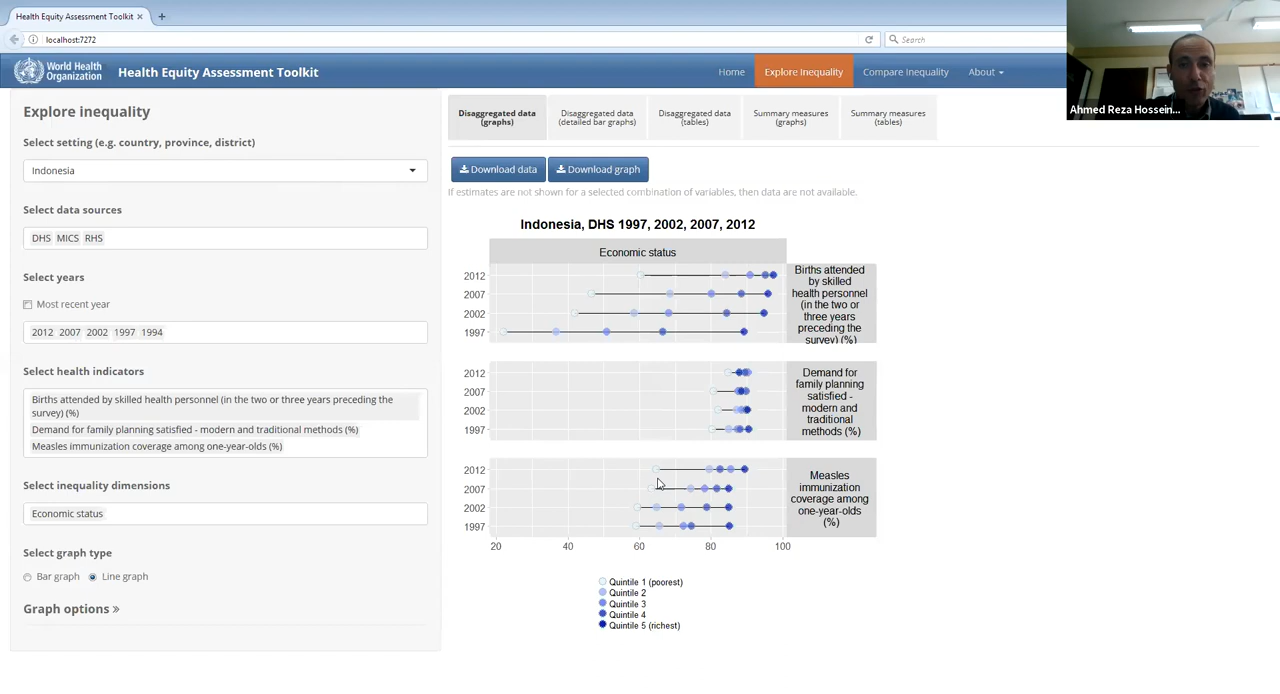 Health Equity Assessment Toolkit
localhost:7272
Search
World Health
Organization
Health Equity Assessment Toolkit
Home
Explore Inequality
Compare Inequality
About
Ahmed Reza Hossein...
Explore inequality
Select setting (e.g. country, province, district)
Indonesia
Select data sources
DHS MICS RHS
Select years
Most recent year
2012 2007 2002 1997 1994
Select health indicators
Births attended by skilled health personnel (in the two or three years preceding the
survey) (%)
Demand for family planning satisfied - modern and traditional methods (%)
Measles immunization coverage among one-year-olds (%)
Select inequality dimensions
Economic status
Select graph type
Bar graph Line graph
Graph options »
Disaggregated data
(graphs)
Disaggregated data
(detailed bar graphs)
Disaggregated data
(tables)
Summary measures
(graphs)
Summary measures
(tables)
Download data
Download graph
If estimates are not shown for a selected combination of variables, then data are not available.
Indonesia, DHS 1997, 2002, 2007, 2012
Economic status
2012
2007
2002
1997
Births attended
by skilled
health personnel
(in the two or
three years
preceding the
survey) (%)
2012
2007
2002
1997
Demand for
family planning
satisfied -
modern and
traditional
methods (%)
2012
2007
2002
1997
Measles
immunization
coverage among
one-year-olds
(%)
20 40 60 80 100
Quintile 1 (poorest)
Quintile 2
Quintile 3
Quintile 4
Quintile 5 (richest)